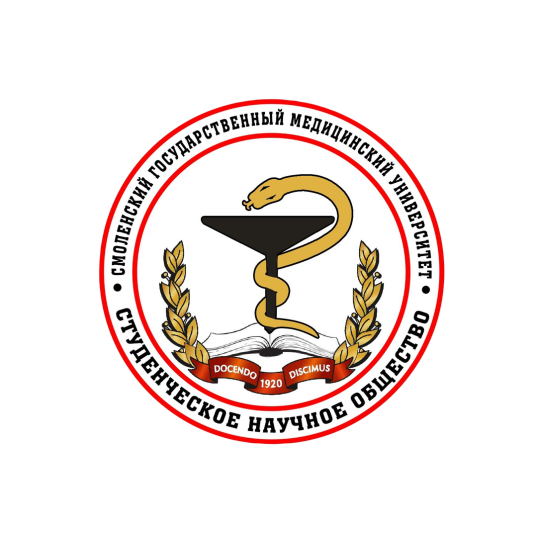 • СМОЛЕНСКИЙ ГОСУДАРСТВЕННЫЙ МЕДИЦИНСКИЙ УНИВЕРСИТЕТ •
СТУДЕНЧЕСКОЕ НАУЧНОЕ ОБЩЕСТВО
DOCENDO 1920 DISCIMUS